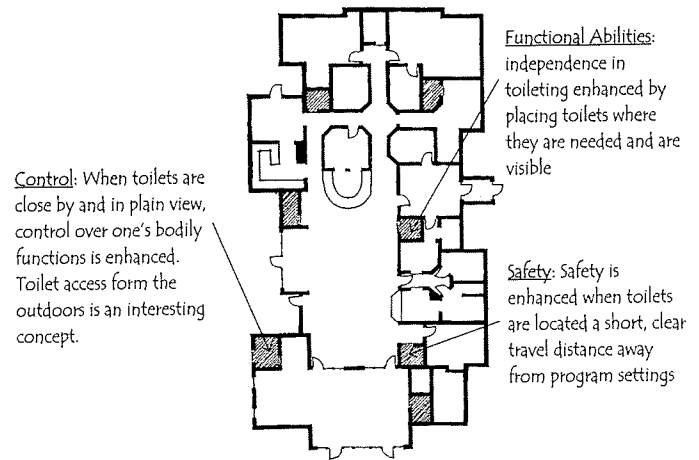 Functional Abilities:
independence in
toileting enhanced by
placing toilets where
they are needed and are
visible
Control: When toilets are
close by and in plain view,
control over one's bodily
functions is enhanced.
Toilet access form the
outdoors is an interesting
concept.
Safety: Safety is
enhanced when toilets
are located a short, clear
travel distance away
from program settings